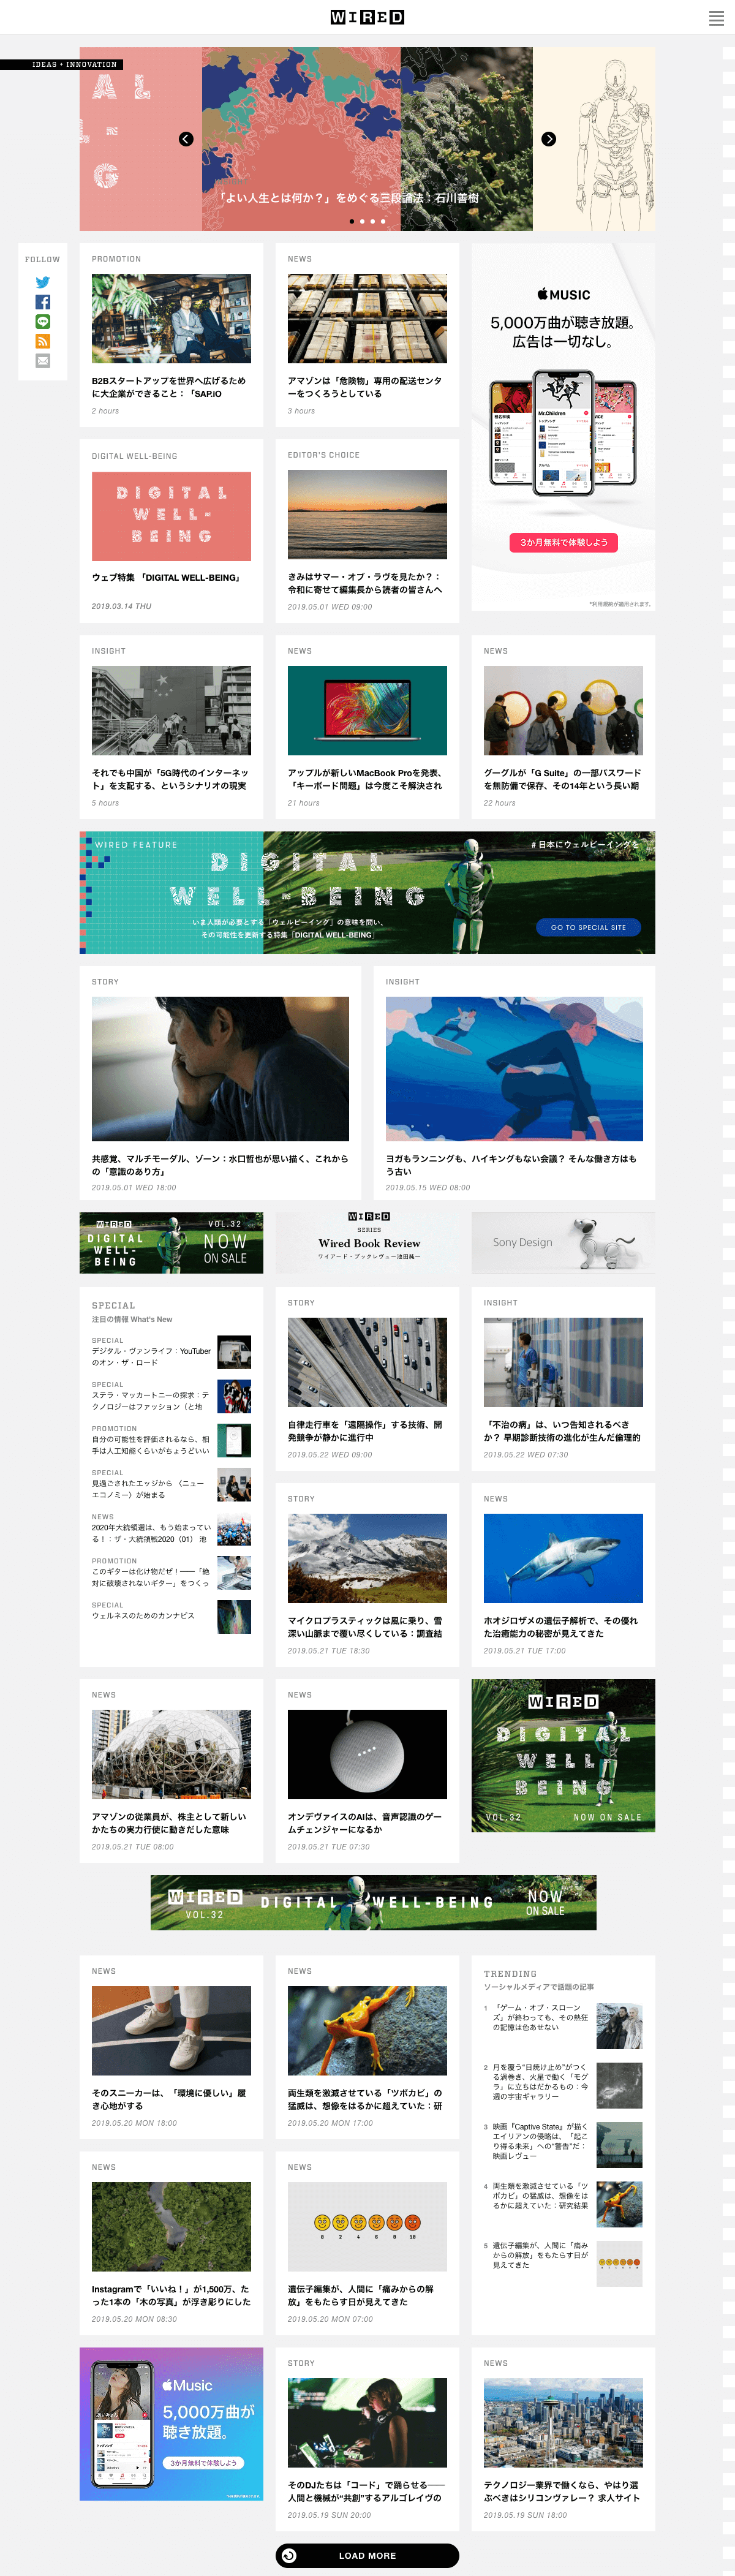 WIRED
IDEAS + INNOVATION
「よい人生とは何か？」をめぐる三段論法：石川善樹
FOLLOW
PROMOTION
B2Bスタートアップを世界へ広げるため
に大企業ができること：「SAP.IO
2 hours
NEWS
アマゾンは「危険物」専用の配送センタ
ーをつくろうとしている
3 hours
MUSIC
5,000万曲が聴き放題。
広告は一切なし。
3か月無料で体験しよう
*利用規約が適用されます。
DIGITAL WELL-BEING
DIGITAL
WELL-
BEING
ウェブ特集 「DIGITAL WELL-BEING」
2019.03.14 THU
EDITOR'S CHOICE
きみはサマー・オブ・ラヴを見たか？：
令和に寄せて編集長から読者の皆さんへ
2019.05.01 WED 09:00
INSIGHT
それでも中国が「5G時代のインターネッ
ト」を支配する、というシナリオの現実
5 hours
NEWS
アップルが新しいMacBook Proを発表、
「キーボード問題」は今度こそ解決され
21 hours
NEWS
グーグルが「G Suite」の一部パスワード
を無防備で保存、その14年という長い期
22 hours
WIRED FEATURE
DIGITAL
WELL-BEING
いま人類が必要とする「ウェルビーイング」の意味を問い、
その可能性を更新する特集「DIGITAL WELL-BEING」
#日本にウェルビーイングを
GO TO SPECIAL SITE
STORY
共感覚、マルチモーダル、ゾーン：水口哲也が思い描く、これから
の「意識のあり方」
2019.05.01 WED 18:00
INSIGHT
ヨガもランニングも、ハイキングもない会議？ そんな働き方はも
う古い
2019.05.15 WED 08:00
WIRED
DIGITAL
WELL-
BEING
VOL.32
NOW
ON SALE
WIRED
SERIES
Wired Book Review
ワイアード・ブックレヴュー池田純一
Sony Design
SPECIAL
注目の情報 What's New
SPECIAL
デジタル・ヴァンライフ：YouTuber
のオン・ザ・ロード
SPECIAL
ステラ・マッカートニーの探求：テ
クノロジーはファッション（と地
PROMOTION
自分の可能性を評価されるなら、相
手は人工知能くらいがちょうどいい
SPECIAL
見過ごされたエッジから 〈ニュー
エコノミー〉が始まる
NEWS
2020年大統領選は、もう始まってい
る！：ザ・大統領戦2020（01） 池
PROMOTION
このギターは化け物だぜ！——「絶
対に破壊されないギター」をつくっ
SPECIAL
ウェルネスのためのカンナビス
STORY
自律走行車を「遠隔操作」する技術、開
発競争が静かに進行中
2019.05.22 WED 09:00
INSIGHT
「不治の病」は、いつ告知されるべき
か？ 早期診断技術の進化が生んだ倫理的
2019.05.22 WED 07:30
STORY
マイクロプラスティックは風に乗り、雪
深い山脈まで覆い尽くしている：調査結
2019.05.21 TUE 18:30
NEWS
ホオジロザメの遺伝子解析で、その優れ
た治癒能力の秘密が見えてきた
2019.05.21 TUE 17:00
NEWS
アマゾンの従業員が、株主として新しい
かたちの実力行使に動きだした意味
2019.05.21 TUE 08:00
NEWS
オンデヴァイスのAIは、音声認識のゲー
ムチェンジャーになるか
2019.05.21 TUE 07:30
WIRED
DIGITAL
WELL-
BEING
VOL.32
NOW ON SALE
WIRED
VOL.32
DIGITAL WELL-BEING
NOW
ON SALE
NEWS
そのスニーカーは、「環境に優しい」履
き心地がする
2019.05.20 MON 18:00
NEWS
両生類を激減させている「ツボカビ」の
猛威は、想像をはるかに超えていた：研
2019.05.20 MON 17:00
TRENDING
ソーシャルメディアで話題の記事
1 「ゲーム・オブ・スローン
ズ」が終わっても、その熱狂
の記憶は色あせない
2 月を覆う“日焼け止め”がつく
る渦巻き、火星で働く「モグ
ラ」に立ちはだかるもの：今
週の宇宙ギャラリー
3 映画『Captive State』が描く
エイリアンの侵略は、「起こ
り得る未来」への“警告”だ：
映画レヴュー
4 両生類を激減させている「ツ
ボカビ」の猛威は、想像をは
るかに超えていた：研究結果
5 遺伝子編集が、人間に「痛み
からの解放」をもたらす日が
見えてきた
NEWS
Instagramで「いいね！」が1,500万、た
った1本の「木の写真」が浮き彫りにした
2019.05.20 MON 08:30
NEWS
0 2 4 6 8 10
遺伝子編集が、人間に「痛みからの解
放」をもたらす日が見えてきた
2019.05.20 MON 07:00
Music
5,000万曲が
聴き放題。
3か月無料で体験しよう
STORY
そのDJたちは「コード」で踊らせる——
人間と機械が“共創”するアルゴレイヴの
2019.05.19 SUN 20:00
NEWS
テクノロジー業界で働くなら、やはり選
ぶべきはシリコンヴァレー？ 求人サイト
2019.05.19 SUN 18:00
LOAD MORE